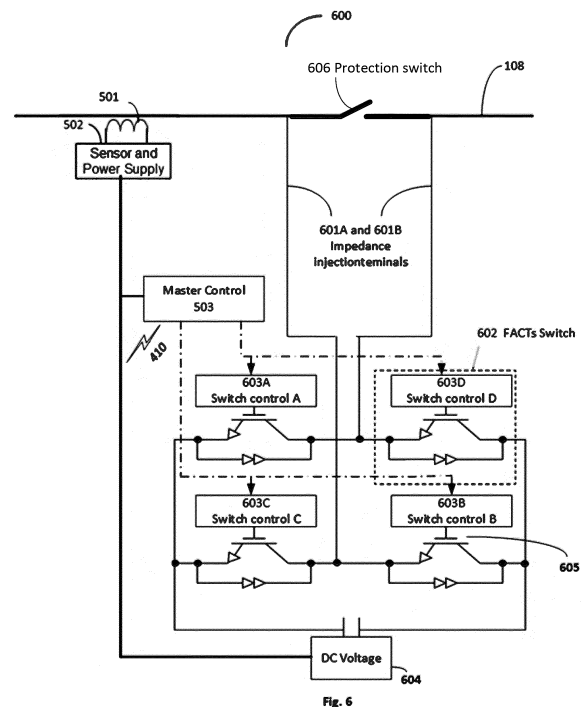 600
606 Protection switch
108
501
502
Sensor and
Power Supply
601A and 601B
Impedance
injectionteminals
Master Control
503
410
602 FACTs Switch
603A
Switch control A
603D
Switch control D
603C
Switch control C
603B
Switch control B
605
DC Voltage
604
Fig. 6